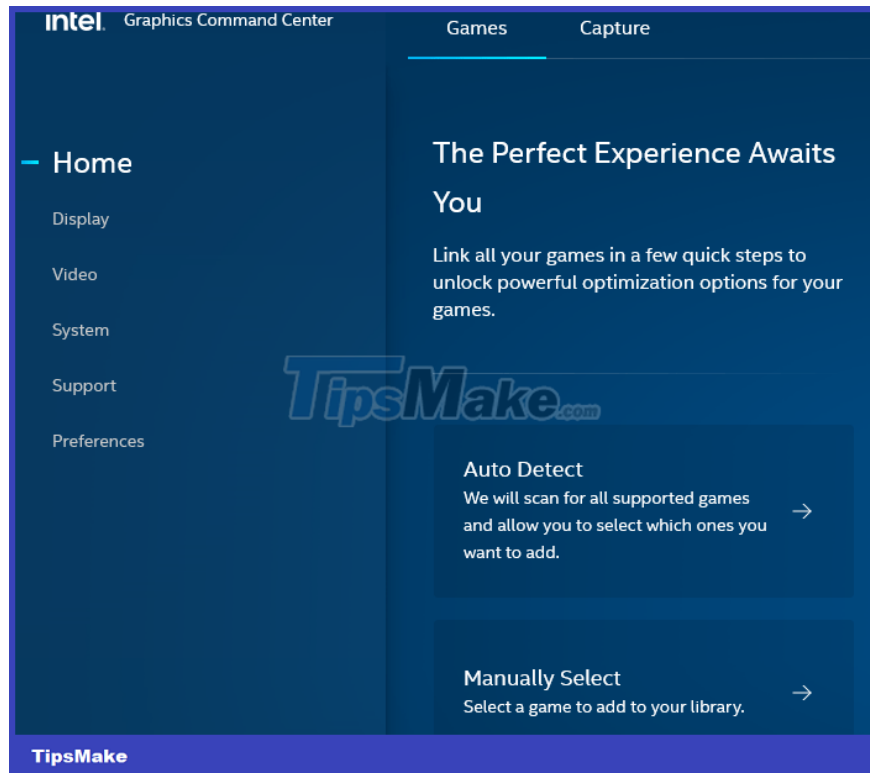 intel. Graphics Command Center
Games
Capture
Home
Display
Video
System
Support
Preferences
The Perfect Experience Awaits
You
Link all your games in a few quick steps to
unlock powerful optimization options for your
games.
TipsMake.com
Auto Detect
We will scan for all supported games
and allow you to select which ones you
want to add.
Manually Select
Select a game to add to your library.
TipsMake